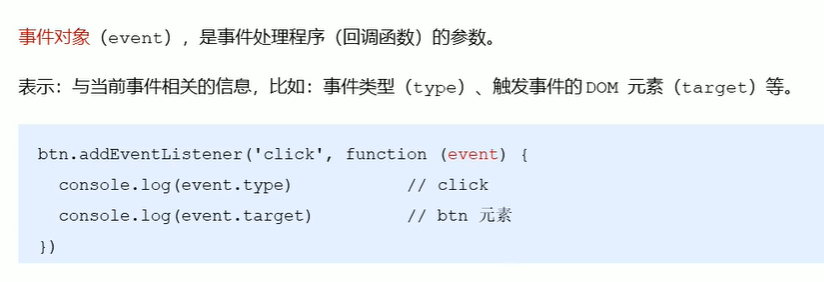 事件对象（event），是事件处理程序（回调函数）的参数。
表示：与当前事件相关的信息，比如：事件类型（type）、触发事件的DOM 元素（target）等。
btn.addEventListener('click', function (event) {
  console.log(event.type)           // click
  console.log(event.target)         // btn 元素
})